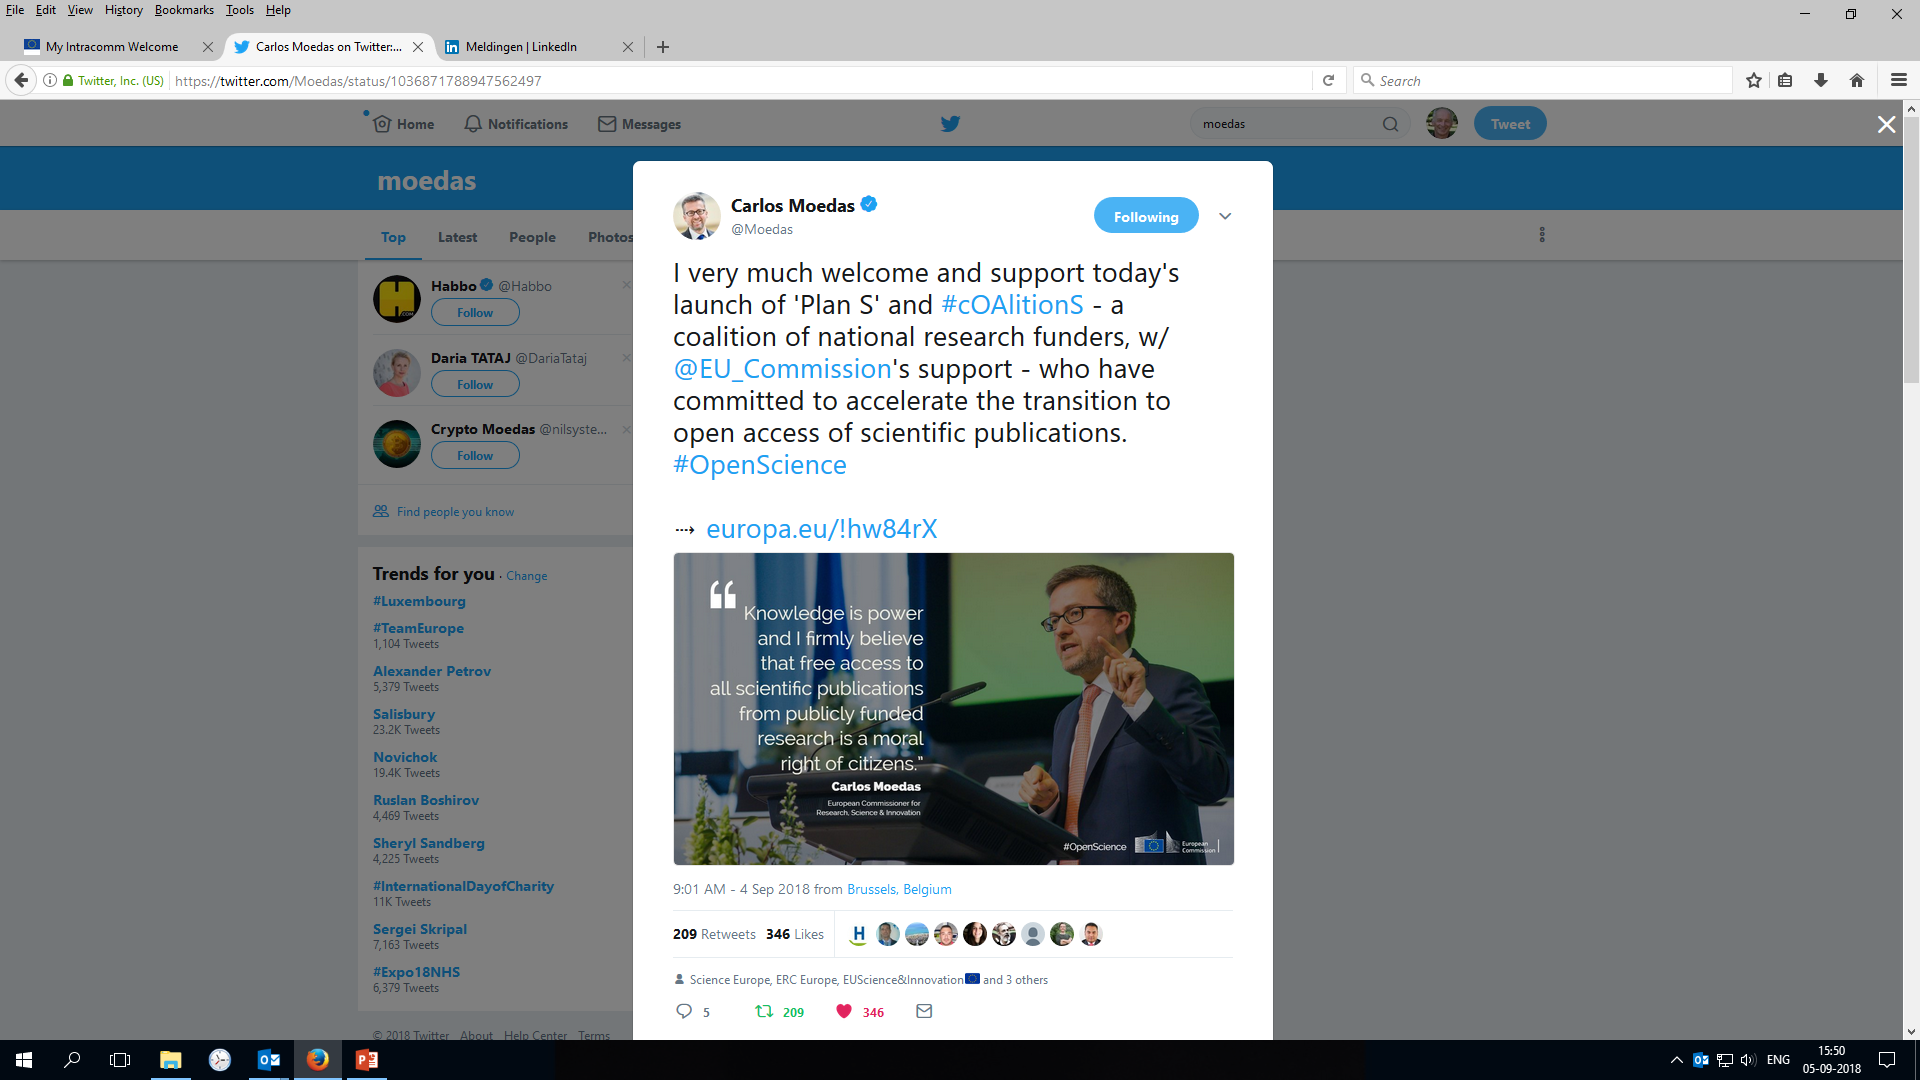 File Edit View History Bookmarks Tools Help
My Intracomm Welcome
Carlos Moedas on Twitter:...
Meldingen | LinkedIn
Twitter, Inc. (US)
https://twitter.com/Moedas/status/1036871788947562497
Search
Home
Notifications
Messages
moedas
Tweet
moedas
Top Latest People Photos
Habbo @Habbo
Follow
Daria TATAJ @DariaTataj
Follow
Crypto Moedas @nilsyste...
Follow
Find people you know
Trends for you · Change
#Luxembourg
#TeamEurope
1,104 Tweets
Alexander Petrov
5,379 Tweets
Salisbury
23.2K Tweets
Novichok
19.4K Tweets
Ruslan Boshirov
4,469 Tweets
Sheryl Sandberg
4,225 Tweets
#InternationalDayofCharity
11K Tweets
Sergei Skripal
7,163 Tweets
#Expo18NHS
6,379 Tweets
© 2018 Twitter About Help Center Terms
Carlos Moedas
@Moedas
Following
I very much welcome and support today's
launch of 'Plan S' and #cOAlitionS - a
coalition of national research funders, w/
@EU_Commission's support - who have
committed to accelerate the transition to
open access of scientific publications.
#OpenScience
⇢ europa.eu/!hw84rX
“ Knowledge is power
and I firmly believe
that free access to
all scientific publications
from publicly funded
research is a moral
right of citizens.”
Carlos Moedas
European Commissioner for
Research, Science & Innovation
#OpenScience
European
Commission
9:01 AM - 4 Sep 2018 from Brussels, Belgium
209 Retweets 346 Likes
H
Science Europe, ERC Europe, EUScience&Innovation and 3 others
5 209 346
ENG
15:50
05-09-2018